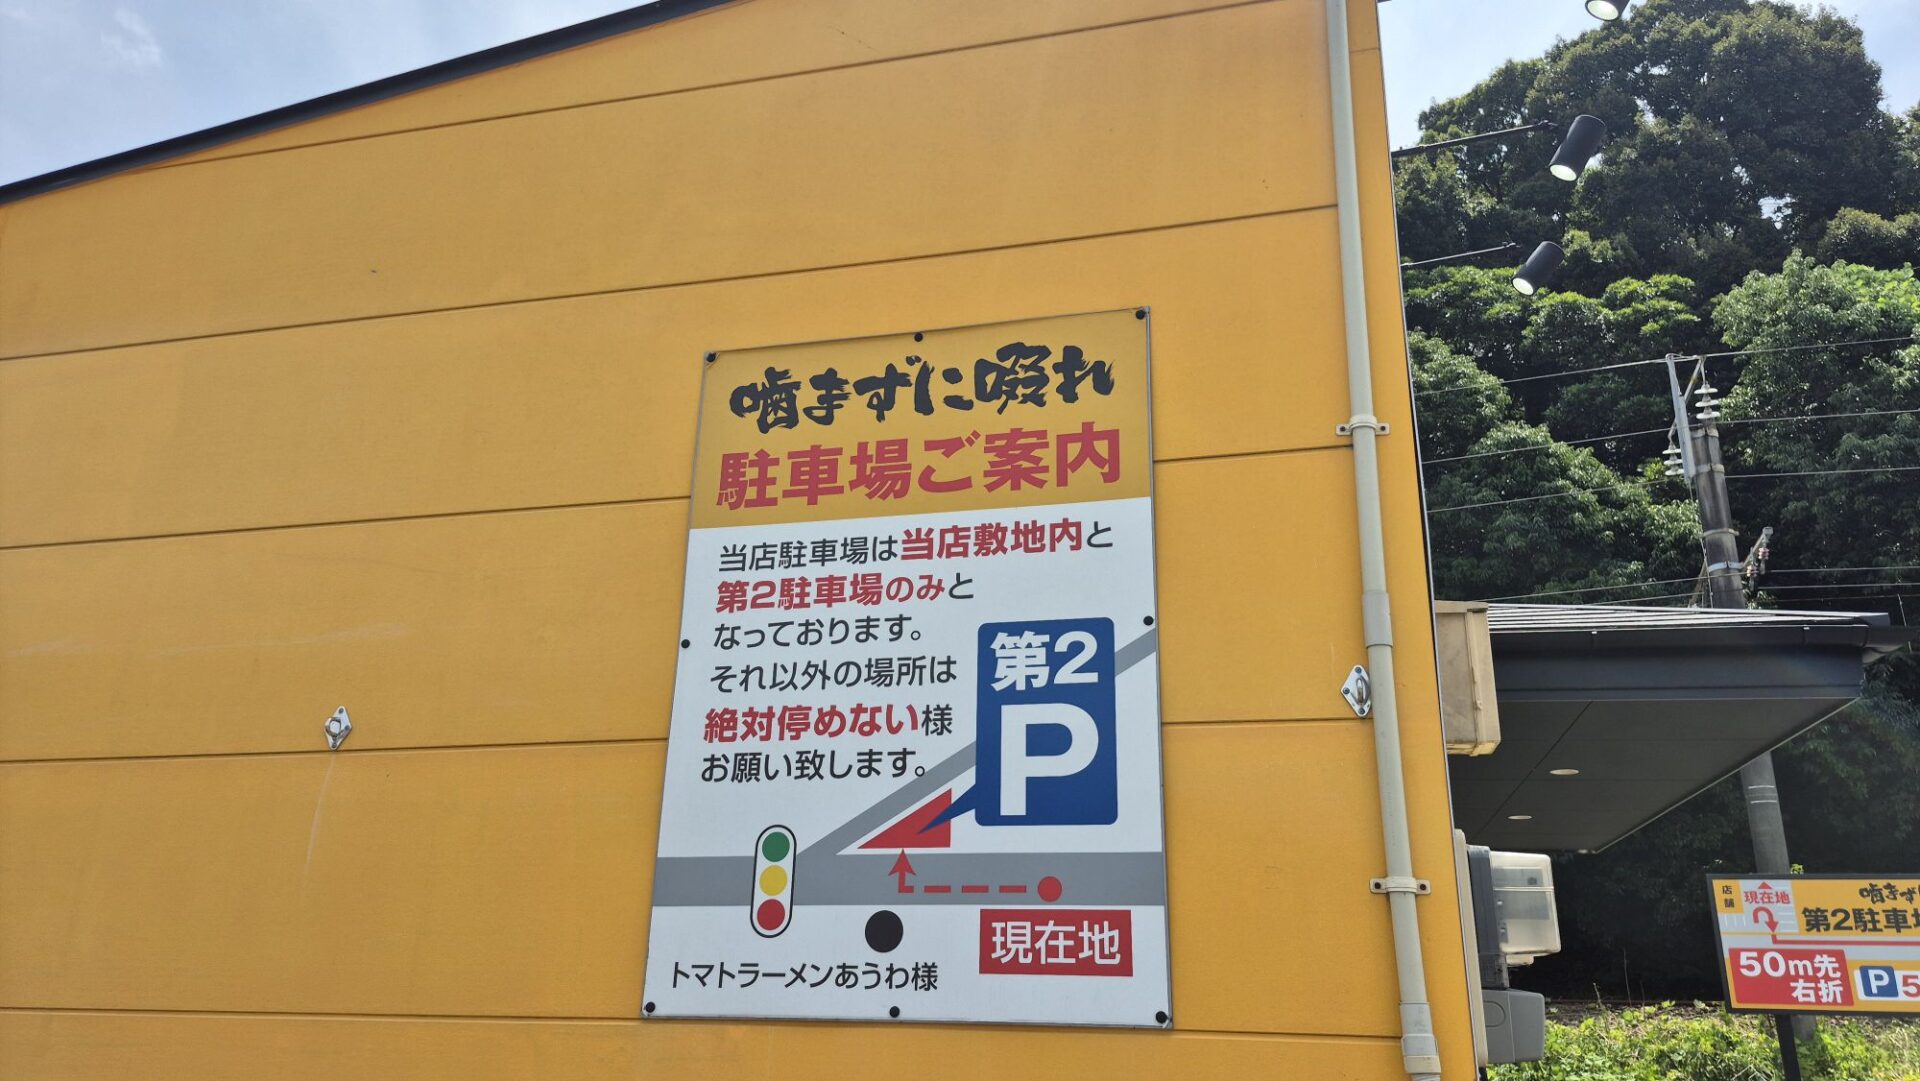 噛まずに啜れ
駐車場ご案内
当店駐車場は当店敷地内と
第2駐車場のみと
なっております。
それ以外の場所は
絶対停めない様
お願い致します。
第2
P
現在地
トマトラーメンあうわ様
店舗
現在地
噛まず
第2駐車
50m先
右折
P 5